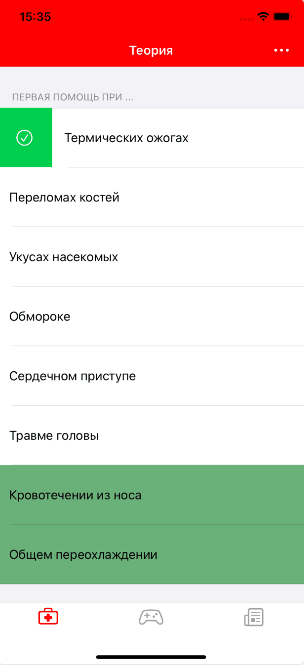 15:35
Теория
ПЕРВАЯ ПОМОЩЬ ПРИ ...
Термических ожогах
Переломах костей
Укусах насекомых
Обмороке
Сердечном приступе
Травме головы
Кровотечении из носа
Общем переохлаждении